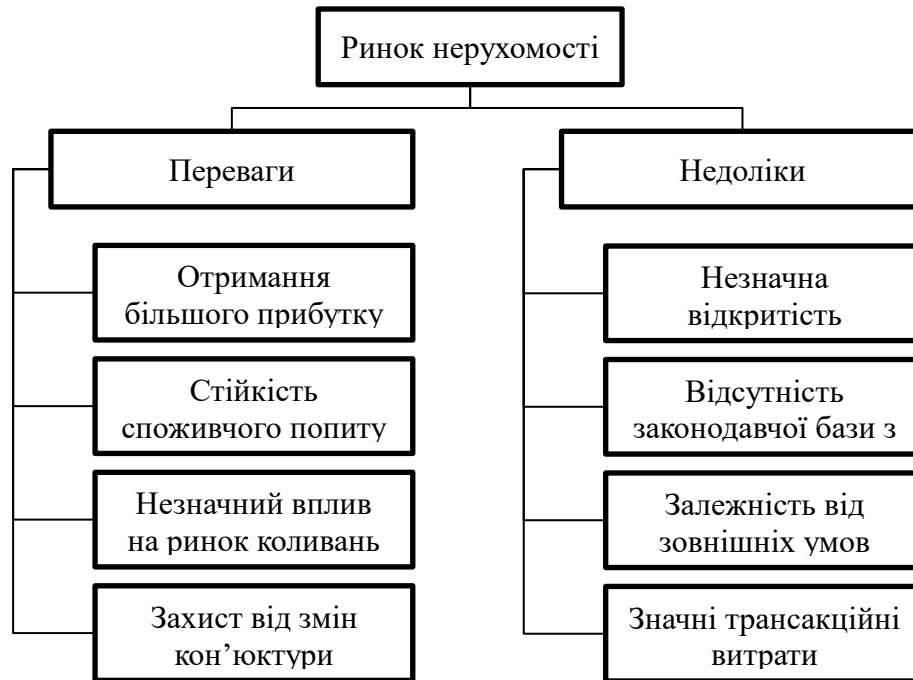 Ринок нерухомості
Переваги
Отримання
більшого прибутку
Стійкість
споживчого попиту
Незначний вплив
на ринок коливань
Захист від змін
кон’юктури
Недоліки
Незначна
відкритість
Відсутність
законодавчої бази з
Залежність від
зовнішніх умов
Значні трансакційні
витрати